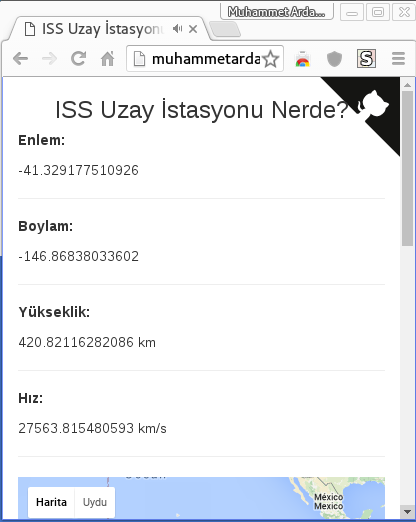 Muhammet Arda...
ISS Uzay İstasyonu
muhammetarda
S
ISS Uzay İstasyonu Nerde?
Enlem:
-41.329177510926
Boylam:
-146.86838033602
Yükseklik:
420.82116282086 km
Hız:
27563.815480593 km/s
Harita
Uydu
México
Mexico